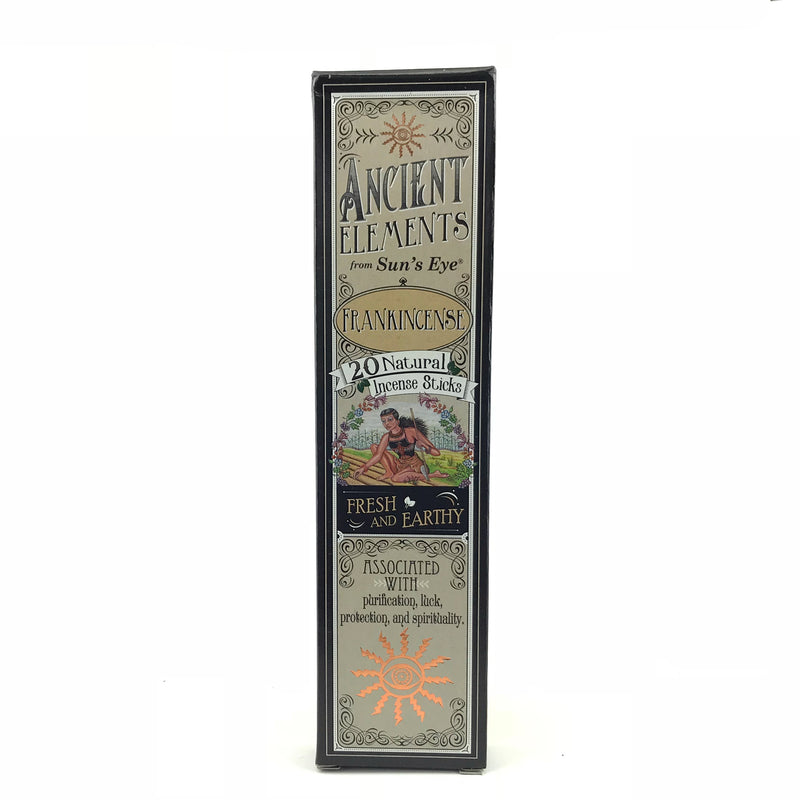 ANCIENT
ELEMENTS
from Sun's Eye®
FRANKINCENSE
20 Natural
Incense Sticks
FRESH
AND EARTHY
ASSOCIATED
WITH
purification, luck,
protection, and spirituality.